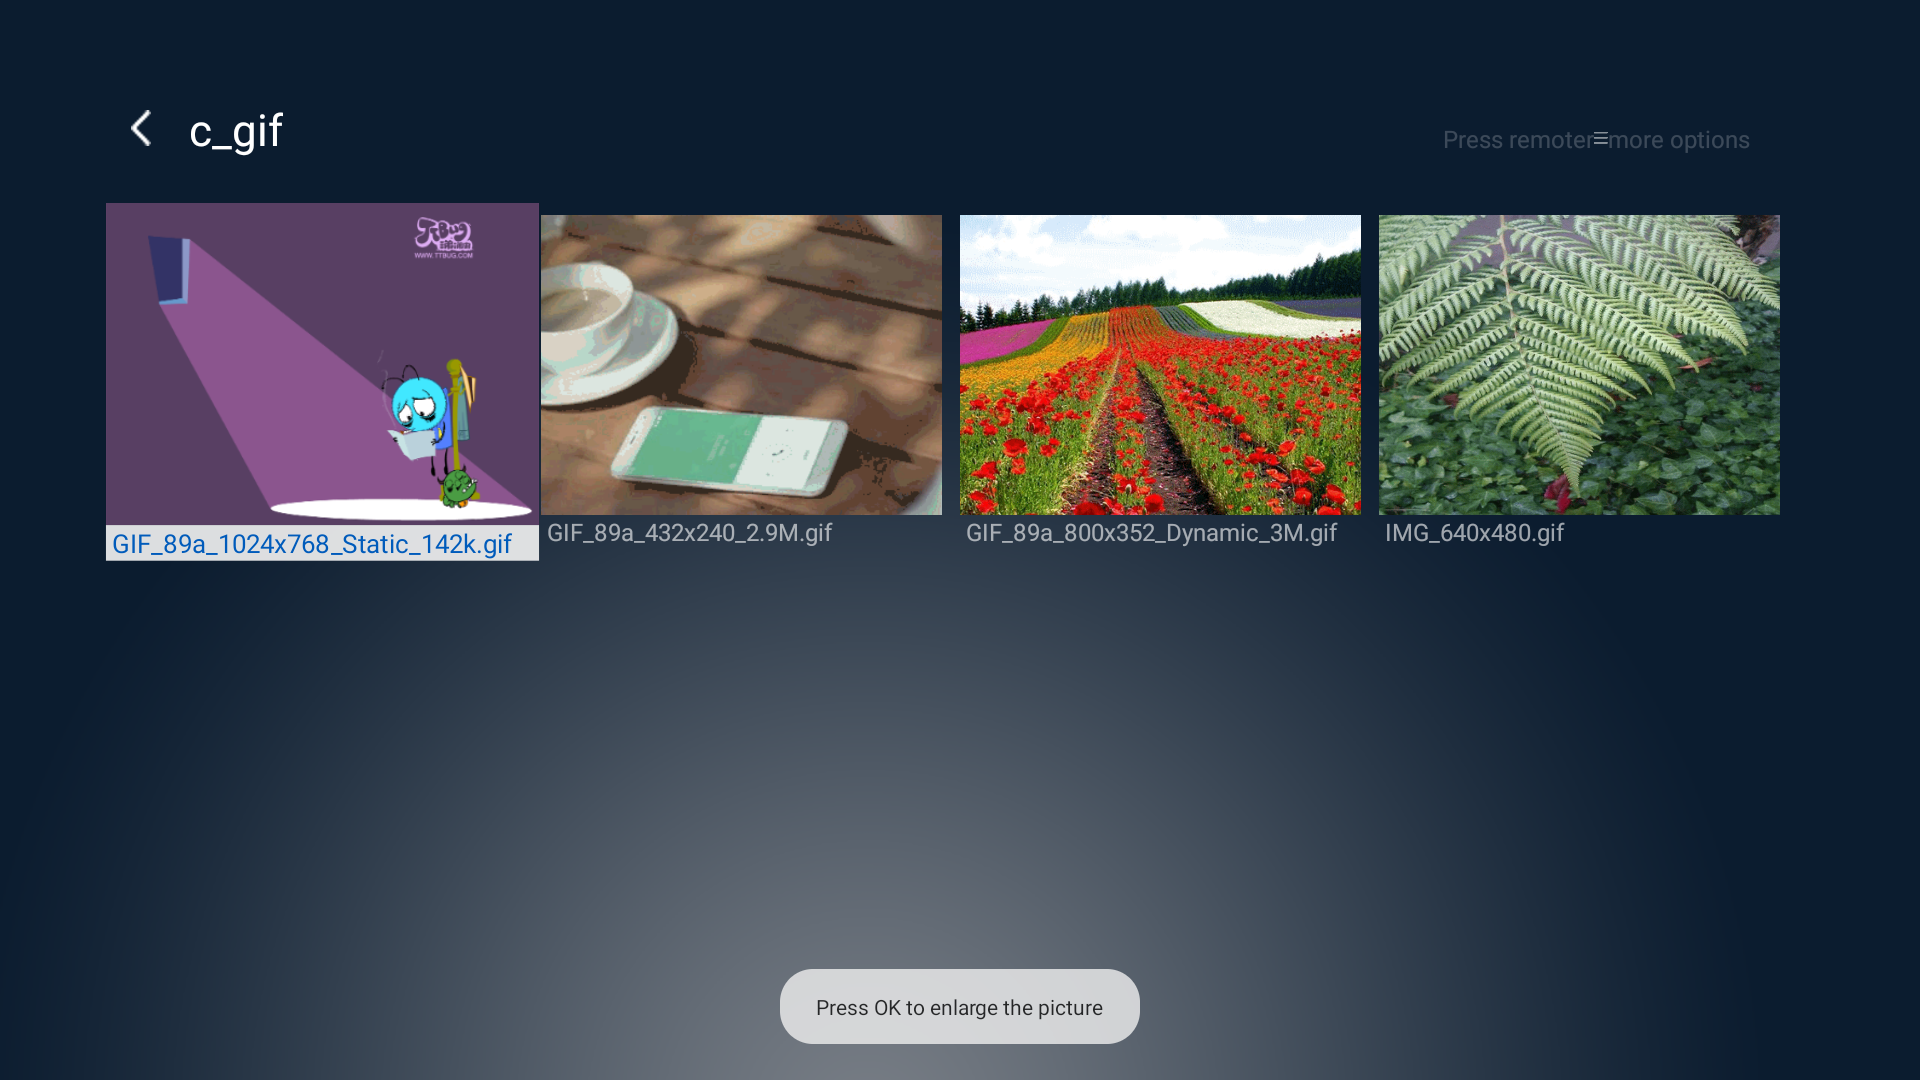 c_gif
Press remoter☰more options
TTBug
WWW.TTBUG.COM
GIF_89a_1024x768_Static_142k.gif
GIF_89a_432x240_2.9M.gif
GIF_89a_800x352_Dynamic_3M.gif
IMG_640x480.gif
Press OK to enlarge the picture